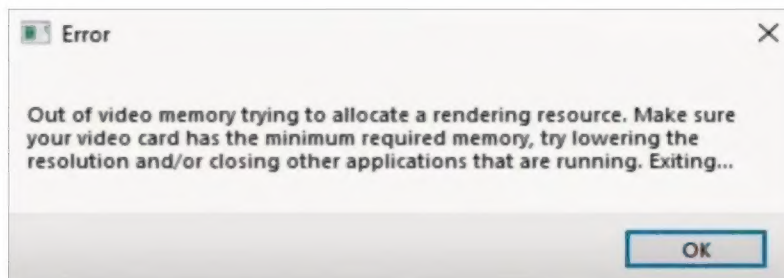 Error
Out of video memory trying to allocate a rendering resource. Make sure
your video card has the minimum required memory, try lowering the
resolution and/or closing other applications that are running. Exiting...
OK